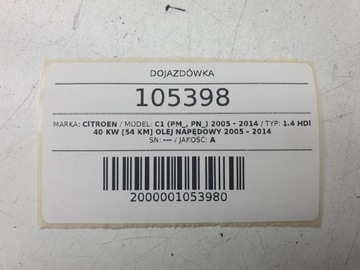 DOJAZDÓWKA
105398
MARKA: CITROEN / MODEL: C1 (PM_, PN_) 2005 - 2014 / TYP: 1.4 HDI
40 KW [54 KM] OLEJ NAPĘDOWY 2005 - 2014
SN: --- / JAKOŚĆ: A
2000001053980